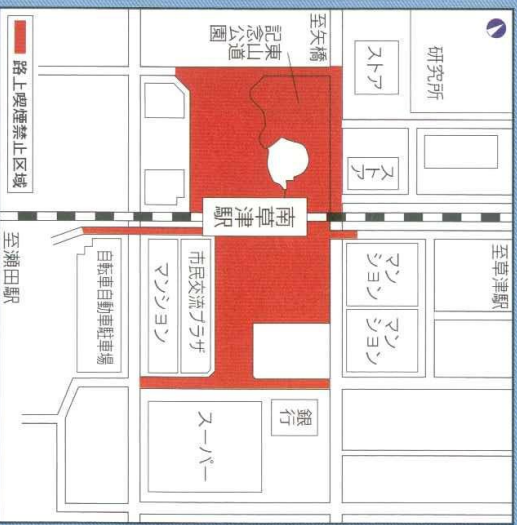 至矢橋
東山道
記念公園
ストア
研究所
ストア
南草津駅
至草津駅
マンション
マンション
市民交流プラザ
マンション
自転車自動車駐車場
至瀬田駅
銀行
スーパー
路上喫煙禁止区域